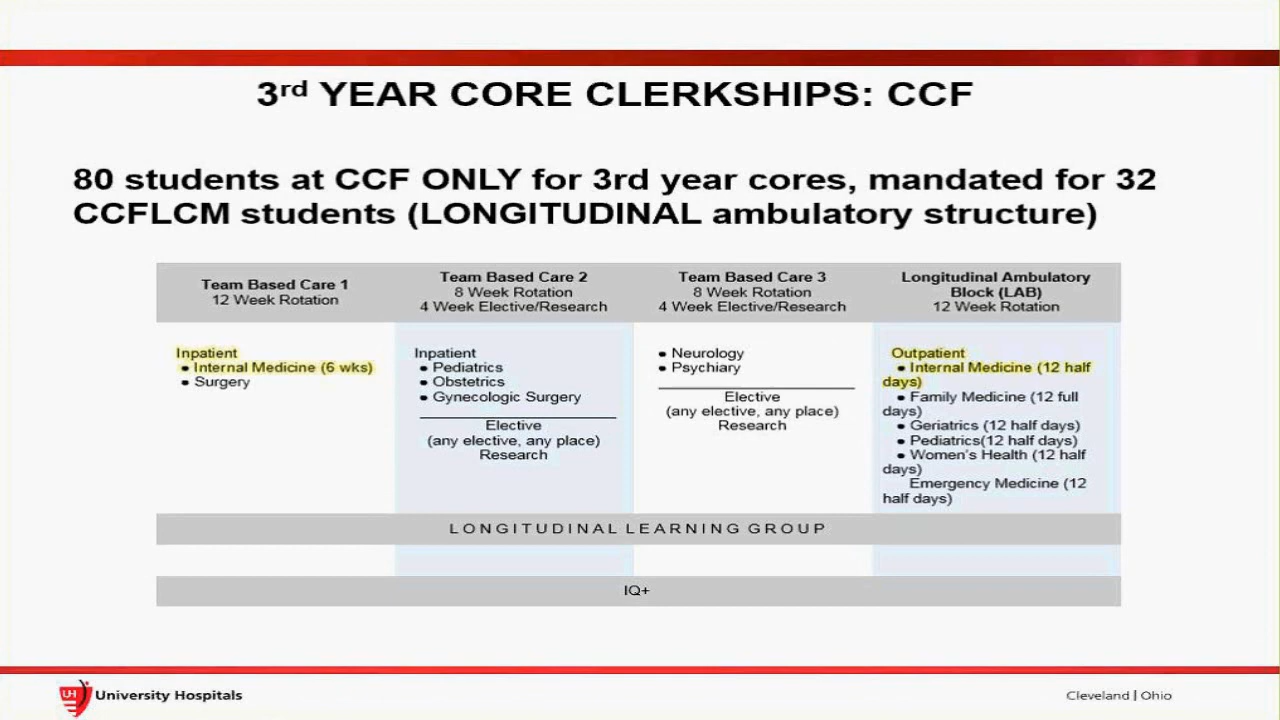 3rd YEAR CORE CLERKSHIPS: CCF
80 students at CCF ONLY for 3rd year cores, mandated for 32
CCFLCM students (LONGITUDINAL ambulatory structure)
Team Based Care 1
12 Week Rotation
Team Based Care 2
8 Week Rotation
4 Week Elective/Research
Team Based Care 3
8 Week Rotation
4 Week Elective/Research
Longitudinal Ambulatory
Block (LAB)
12 Week Rotation
Inpatient
• Internal Medicine (6 wks)
• Surgery
Inpatient
• Pediatrics
• Obstetrics
• Gynecologic Surgery
Elective
(any elective, any place)
Research
• Neurology
• Psychiary
Elective
(any elective, any place)
Research
Outpatient
• Internal Medicine (12 half
days)
• Family Medicine (12 full
days)
• Geriatrics (12 half days)
• Pediatrics(12 half days)
• Women's Health (12 half
days)
Emergency Medicine (12
half days)
LONGITUDINAL LEARNING GROUP
IQ+
UH University Hospitals
Cleveland | Ohio